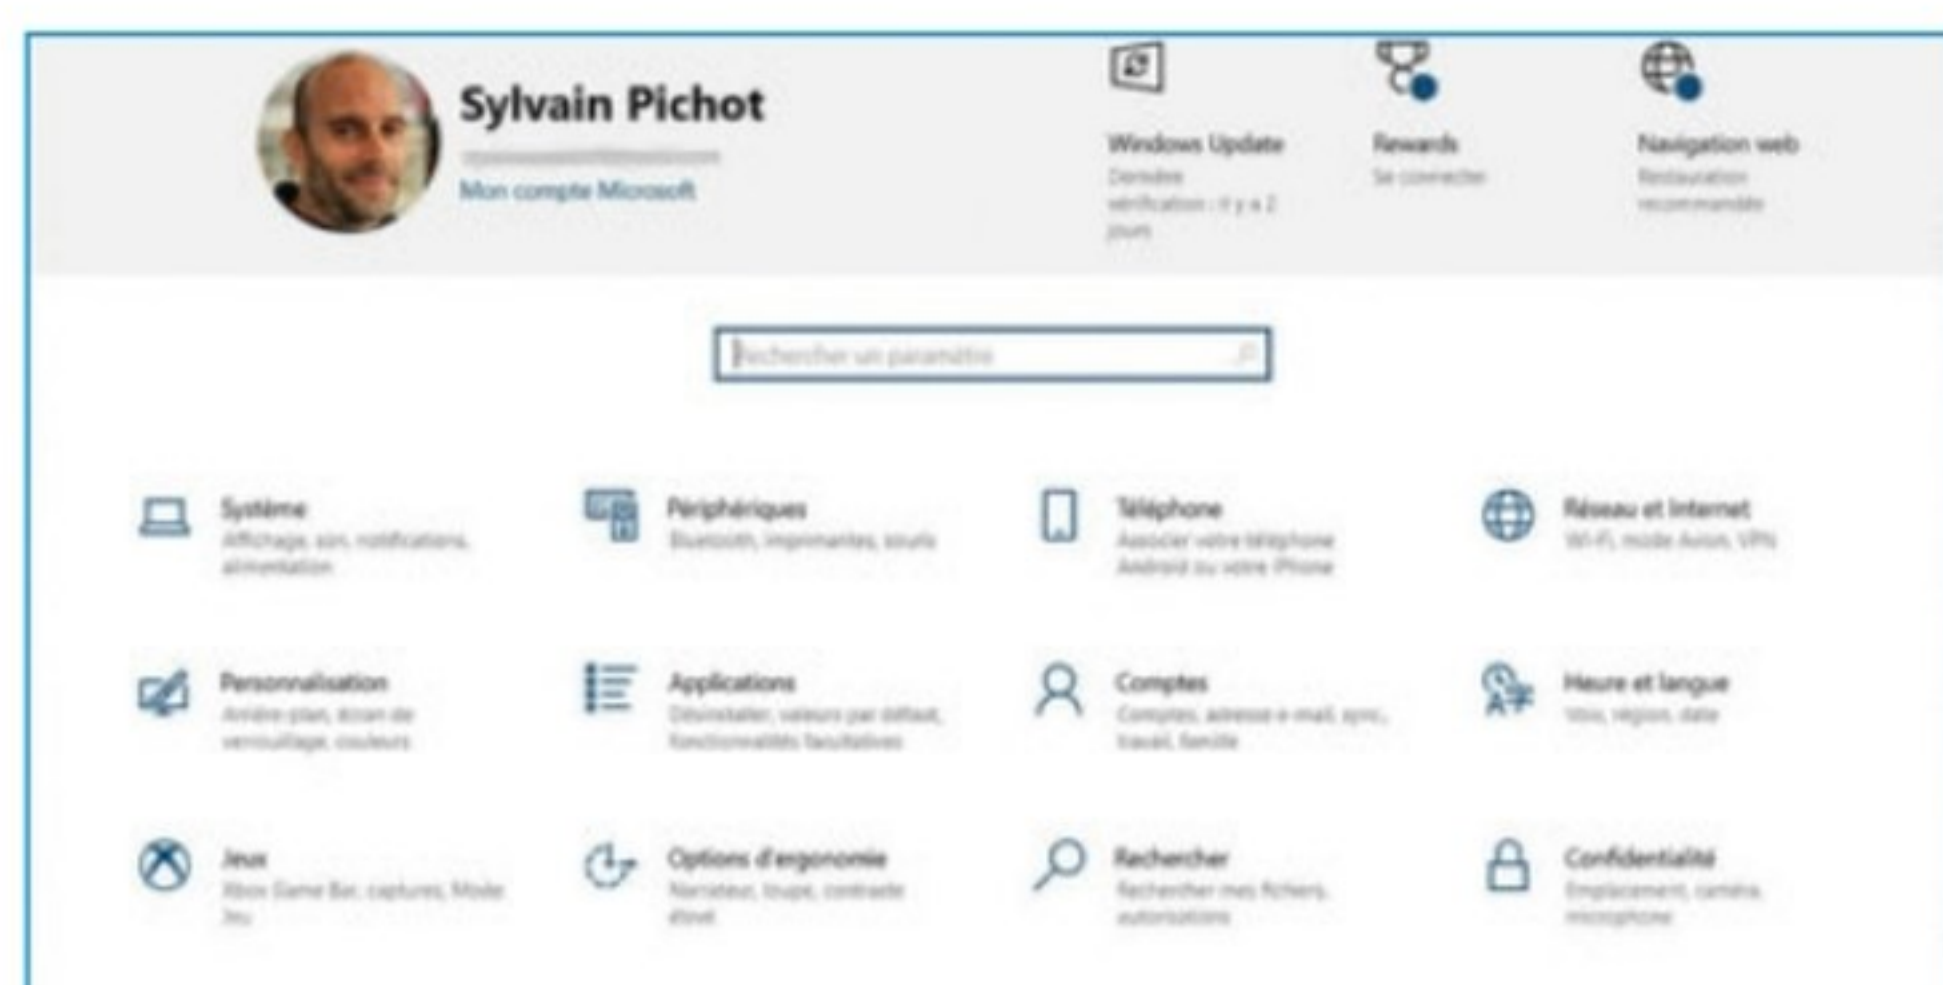 Sylvain Pichot
Mon compte Microsoft
Windows Update
Dernière
vérification : il y a 2
jours
Rewards
Se connecter
Navigation web
Restauration
recommandée
Rechercher un paramètre
Système
Affichage, son, notifications,
alimentation
Périphériques
Bluetooth, imprimantes, souris
Téléphone
Associer votre téléphone
Android ou votre iPhone
Réseau et Internet
Wi-Fi, mode Avion, VPN
Personnalisation
Arrière-plan, écran de
verrouillage, couleurs
Applications
Désinstaller, valeurs par défaut,
fonctionnalités facultatives
Comptes
Comptes, adresse e-mail, sync.,
travail, famille
Heure et langue
Voix, région, date
Jeux
Xbox Game Bar, captures, Mode
Jeu
Options d'ergonomie
Narrateur, loupe, contraste
élevé
Rechercher
Rechercher mes fichiers,
autorisations
Confidentialité
Emplacement, caméra,
microphone